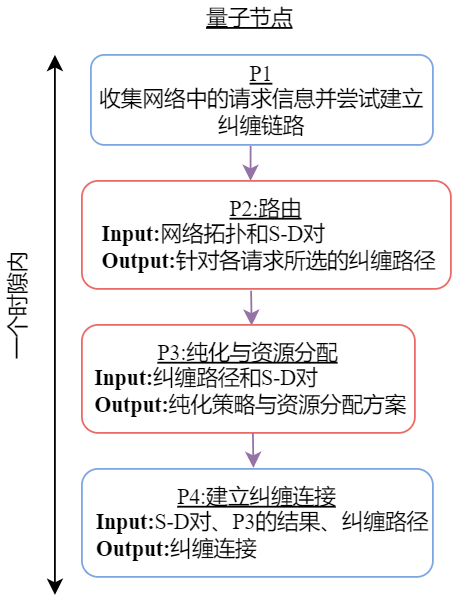 量子节点
一个时隙内
P1
收集网络中的请求信息并尝试建立
纠缠链路
P2:路由
Input:网络拓扑和S-D对
Output:针对各请求所选的纠缠路径
P3:纯化与资源分配
Input:纠缠路径和S-D对
Output:纯化策略与资源分配方案
P4:建立纠缠连接
Input:S-D对、P3的结果、纠缠路径
Output:纠缠连接